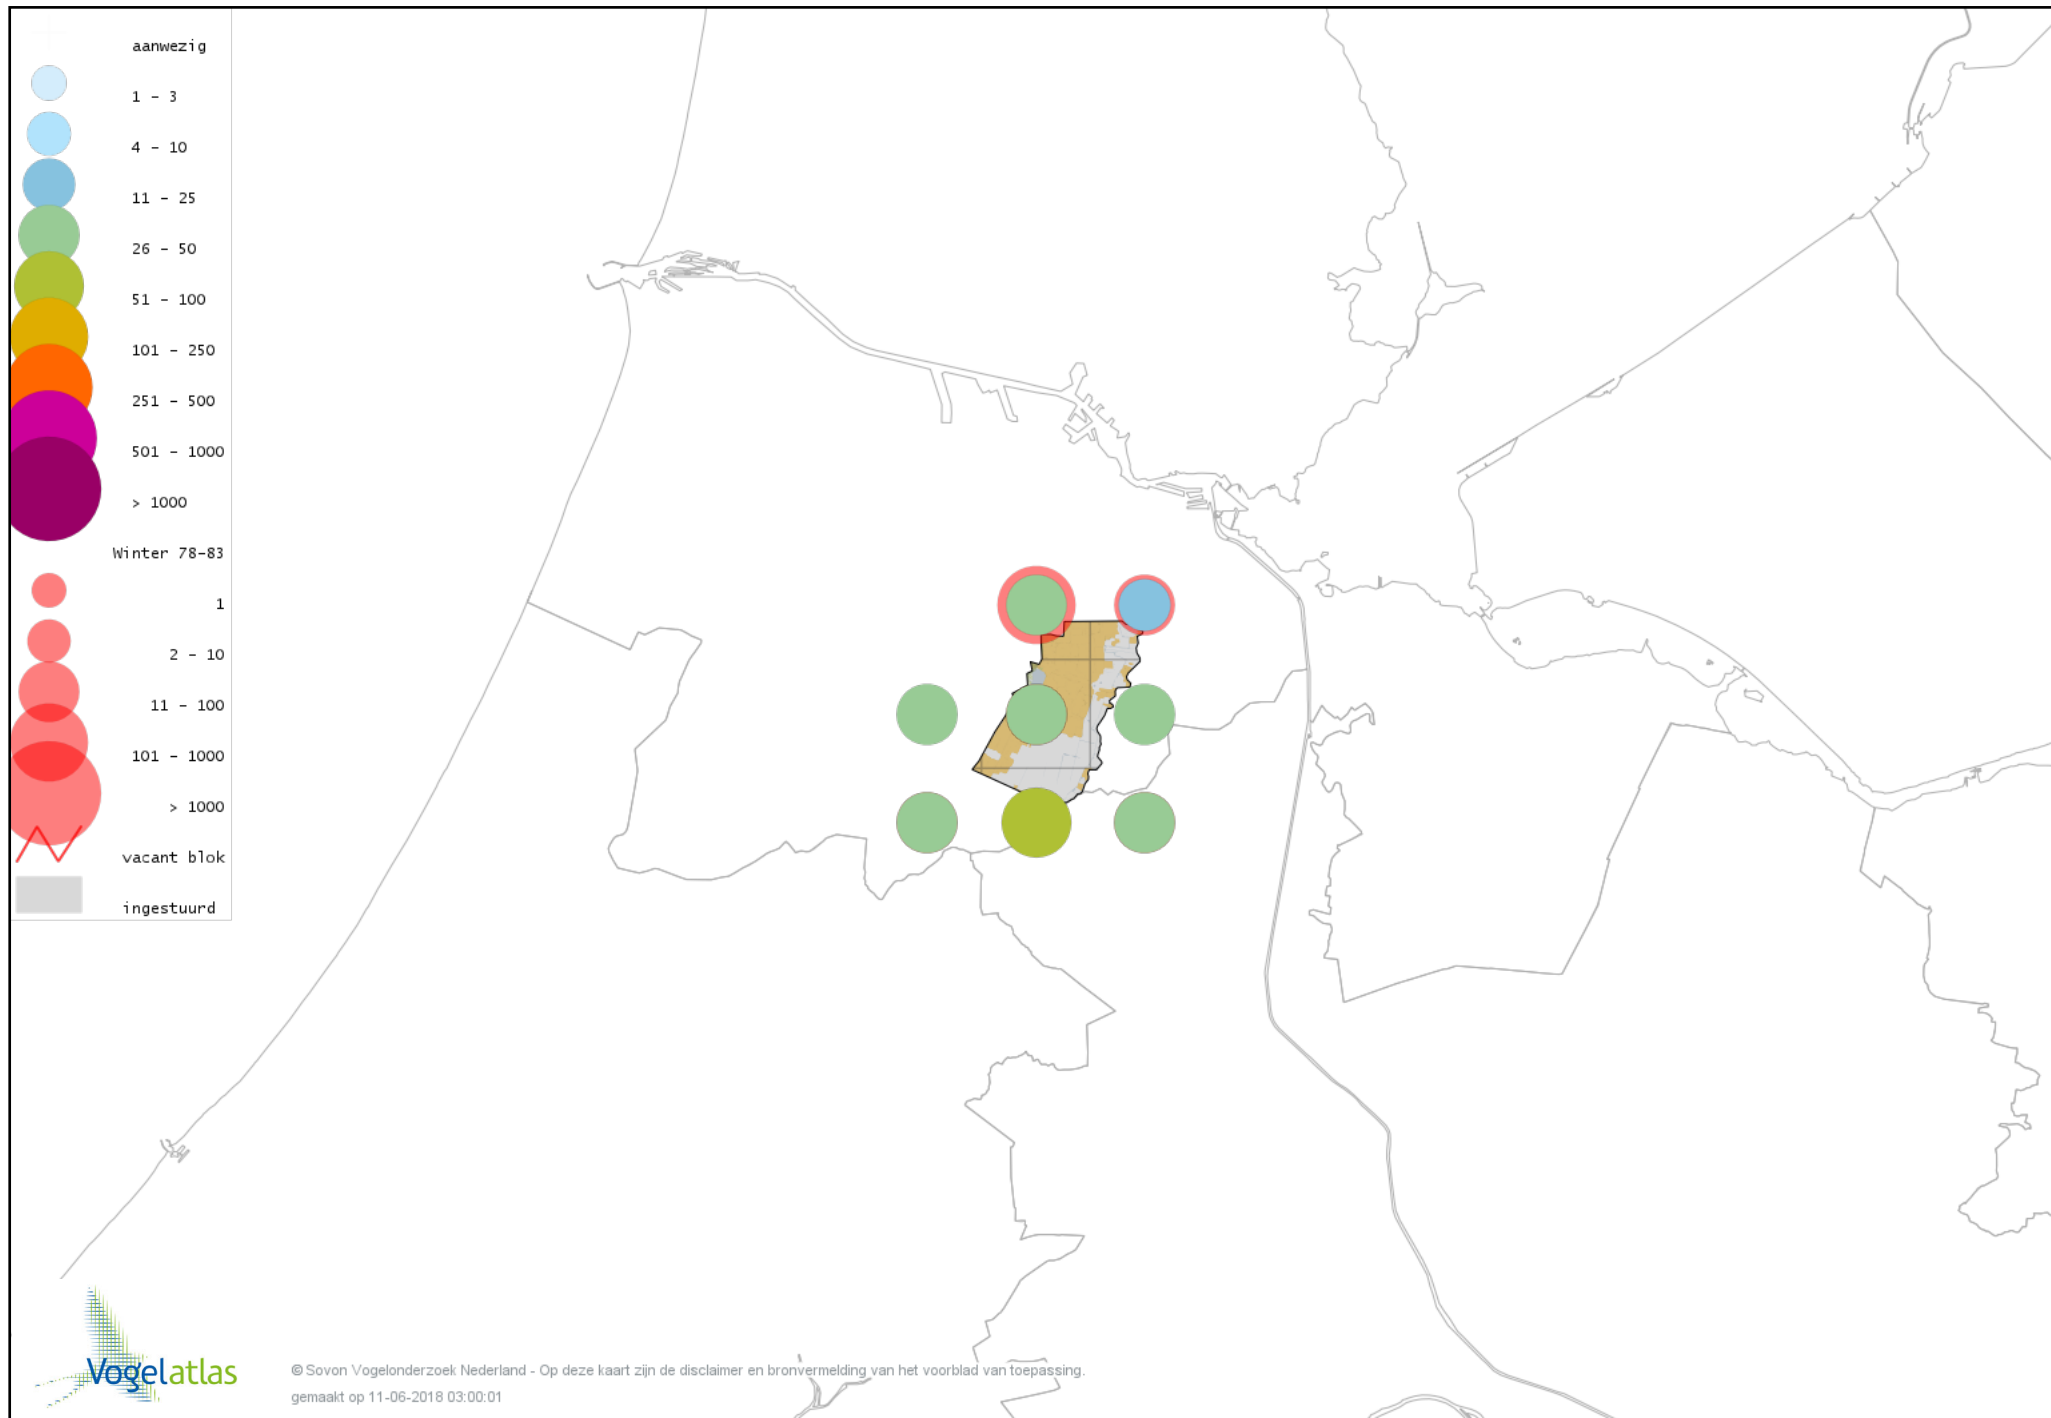 aanwezig
1 - 3
4 - 10
11 - 25
26 - 50
51 - 100
101 - 250
251 - 500
501 - 1000
> 1000
Winter 78-83
1
2 - 10
11 - 100
101 - 1000
> 1000
vacant blok
ingestuurd
Vogelatlas
© Sovon Vogelonderzoek Nederland - Op deze kaart zijn de disclaimer en bronvermelding van het voorblad van toepassing.
gemaakt op 11-06-2018 03:00:01